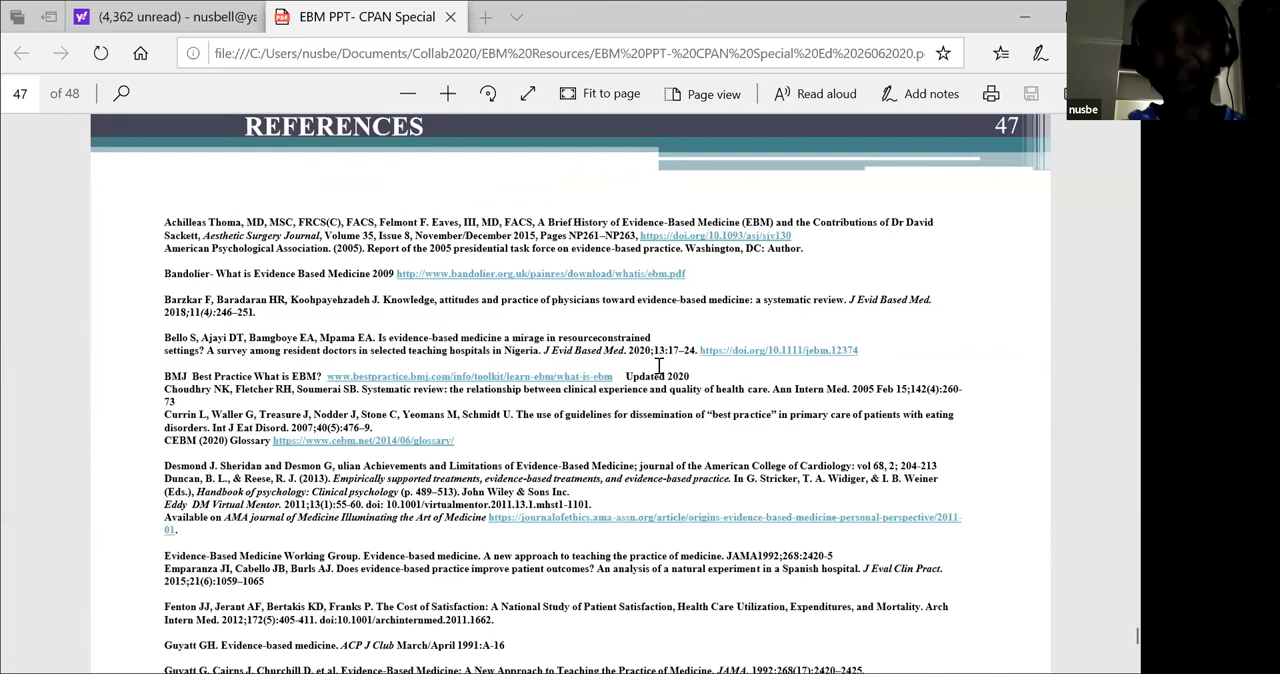 (4,362 unread) - nusbell@ya
EBM PPT- CPAN Special
file:///C:/Users/nusbe/Documents/Collab2020/EBM%20Resources/EBM%20PPT-%20CPAN%20Special%20Ed%2026062020.p
47 of 48
Fit to page
Page view
Read aloud
Add notes
nusbe
REFERENCES 47
Achilleas Thoma, MD, MSC, FRCS(C), FACS, Felmont F. Eaves, III, MD, FACS, A Brief History of Evidence-Based Medicine (EBM) and the Contributions of Dr David
Sackett, Aesthetic Surgery Journal, Volume 35, Issue 8, November/December 2015, Pages NP261–NP263, https://doi.org/10.1093/asj/sjv130
American Psychological Association. (2005). Report of the 2005 presidential task force on evidence-based practice. Washington, DC: Author.
Bandolier- What is Evidence Based Medicine 2009 http://www.bandolier.org.uk/painres/download/whatis/ebm.pdf
Barzkar F, Baradaran HR, Koohpayehzadeh J. Knowledge, attitudes and practice of physicians toward evidence-based medicine: a systematic review. J Evid Based Med.
2018;11(4):246–251.
Bello S, Ajayi DT, Bamgboye EA, Mpama EA. Is evidence-based medicine a mirage in resourceconstrained
settings? A survey among resident doctors in selected teaching hospitals in Nigeria. J Evid Based Med. 2020;13:17–24. https://doi.org/10.1111/jebm.12374
BMJ Best Practice What is EBM? www.bestpractice.bmj.com/info/toolkit/learn-ebm/what-is-ebm Updated 2020
Choudhry NK, Fletcher RH, Soumerai SB. Systematic review: the relationship between clinical experience and quality of health care. Ann Intern Med. 2005 Feb 15;142(4):260-
73
Currin L, Waller G, Treasure J, Nodder J, Stone C, Yeomans M, Schmidt U. The use of guidelines for dissemination of “best practice” in primary care of patients with eating
disorders. Int J Eat Disord. 2007;40(5):476–9.
CEBM (2020) Glossary https://www.cebm.net/2014/06/glossary/
Desmond J. Sheridan and Desmon G, ulian Achievements and Limitations of Evidence-Based Medicine; journal of the American College of Cardiology: vol 68, 2; 204-213
Duncan, B. L., & Reese, R. J. (2013). Empirically supported treatments, evidence-based treatments, and evidence-based practice. In G. Stricker, T. A. Widiger, & I. B. Weiner
(Eds.), Handbook of psychology: Clinical psychology (p. 489–513). John Wiley & Sons Inc.
Eddy DM Virtual Mentor. 2011;13(1):55-60. doi: 10.1001/virtualmentor.2011.13.1.mhst1-1101.
Available on AMA journal of Medicine Illuminating the Art of Medicine https://journalofethics.ama-assn.org/article/origins-evidence-based-medicine-personal-perspective/2011-
01.
Evidence-Based Medicine Working Group. Evidence-based medicine. A new approach to teaching the practice of medicine. JAMA1992;268:2420-5
Emparanza JI, Cabello JB, Burls AJ. Does evidence-based practice improve patient outcomes? An analysis of a natural experiment in a Spanish hospital. J Eval Clin Pract.
2015;21(6):1059–1065
Fenton JJ, Jerant AF, Bertakis KD, Franks P. The Cost of Satisfaction: A National Study of Patient Satisfaction, Health Care Utilization, Expenditures, and Mortality. Arch
Intern Med. 2012;172(5):405-411. doi:10.1001/archinternmed.2011.1662.
Guyatt GH. Evidence-based medicine. ACP J Club March/April 1991:A-16
Guyatt G, Cairns J, Churchill D, et al. Evidence-Based Medicine: A New Approach to Teaching the Practice of Medicine. JAMA. 1992;268(17):2420–2425.